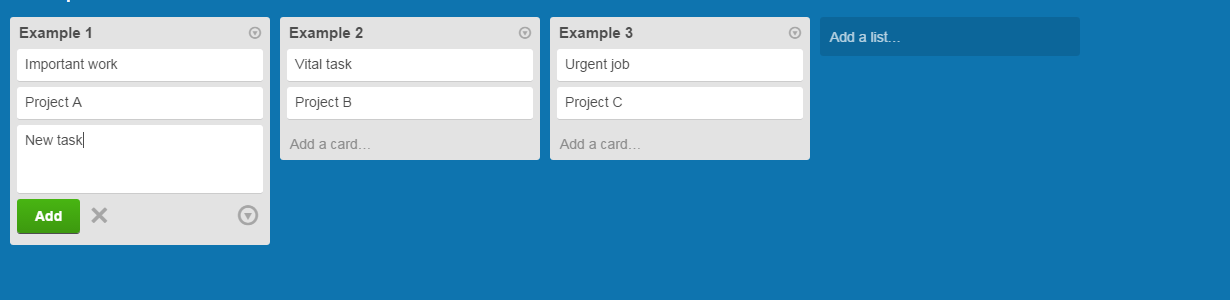 Example 1
Important work
Project A
New task
Add
Example 2
Vital task
Project B
Add a card...
Example 3
Urgent job
Project C
Add a card...
Add a list...